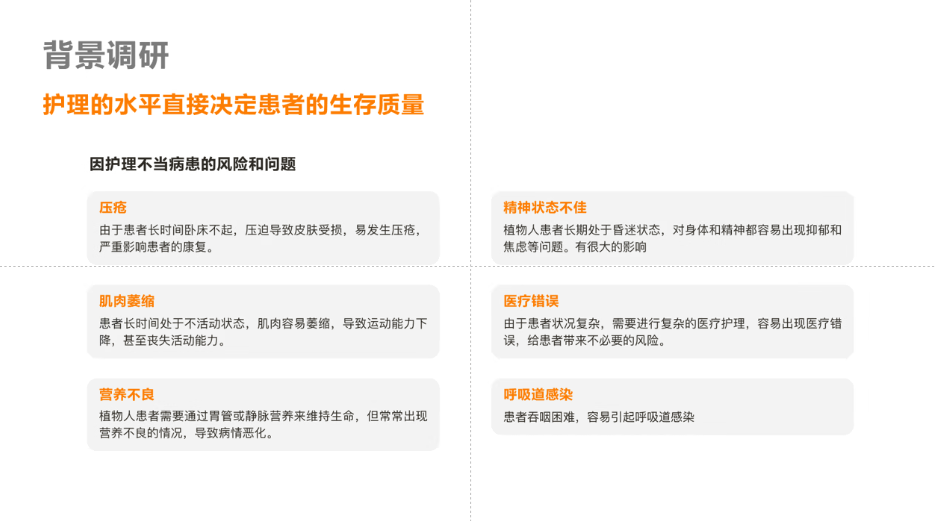 背景调研
护理的水平直接决定患者的生存质量
因护理不当病患的风险和问题
压疮
由于患者长时间卧床不起，压迫导致皮肤受损，易发生压疮，
严重影响患者的康复。
肌肉萎缩
患者长时间处于不活动状态，肌肉容易萎缩，导致运动能力下
降，甚至丧失活动能力。
营养不良
植物人患者需要通过胃管或静脉营养来维持生命，但常常出现
营养不良的情况，导致病情恶化。
精神状态不佳
植物人患者长期处于昏迷状态，对身体和精神都容易出现抑郁和
焦虑等问题。有很大的影响
医疗错误
由于患者状况复杂，需要进行复杂的医疗护理，容易出现医疗错
误，给患者带来不必要的风险。
呼吸道感染
患者吞咽困难，容易引起呼吸道感染